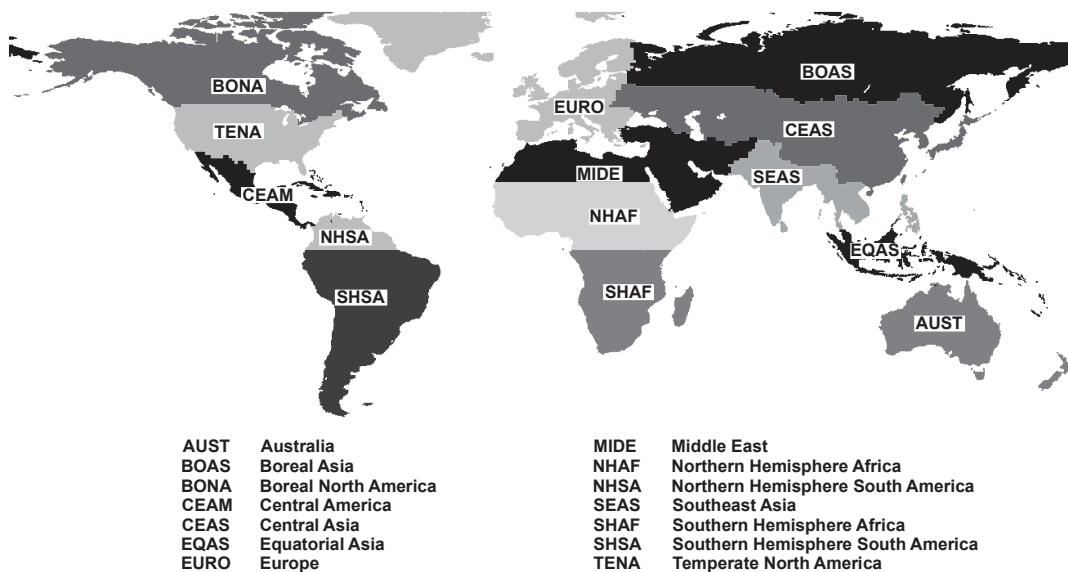 BONA
BOAS
EURO
TENA
CEAS
MIDE
SEAS
CEAM
NHAF
NHSA
EQAS
SHSA
SHAF
AUST
AUST Australia
BOAS Boreal Asia
BONA Boreal North America
CEAM Central America
CEAS Central Asia
EQAS Equatorial Asia
EURO Europe
MIDE Middle East
NHAF Northern Hemisphere Africa
NHSA Northern Hemisphere South America
SEAS Southeast Asia
SHAF Southern Hemisphere Africa
SHSA Southern Hemisphere South America
TENA Temperate North America